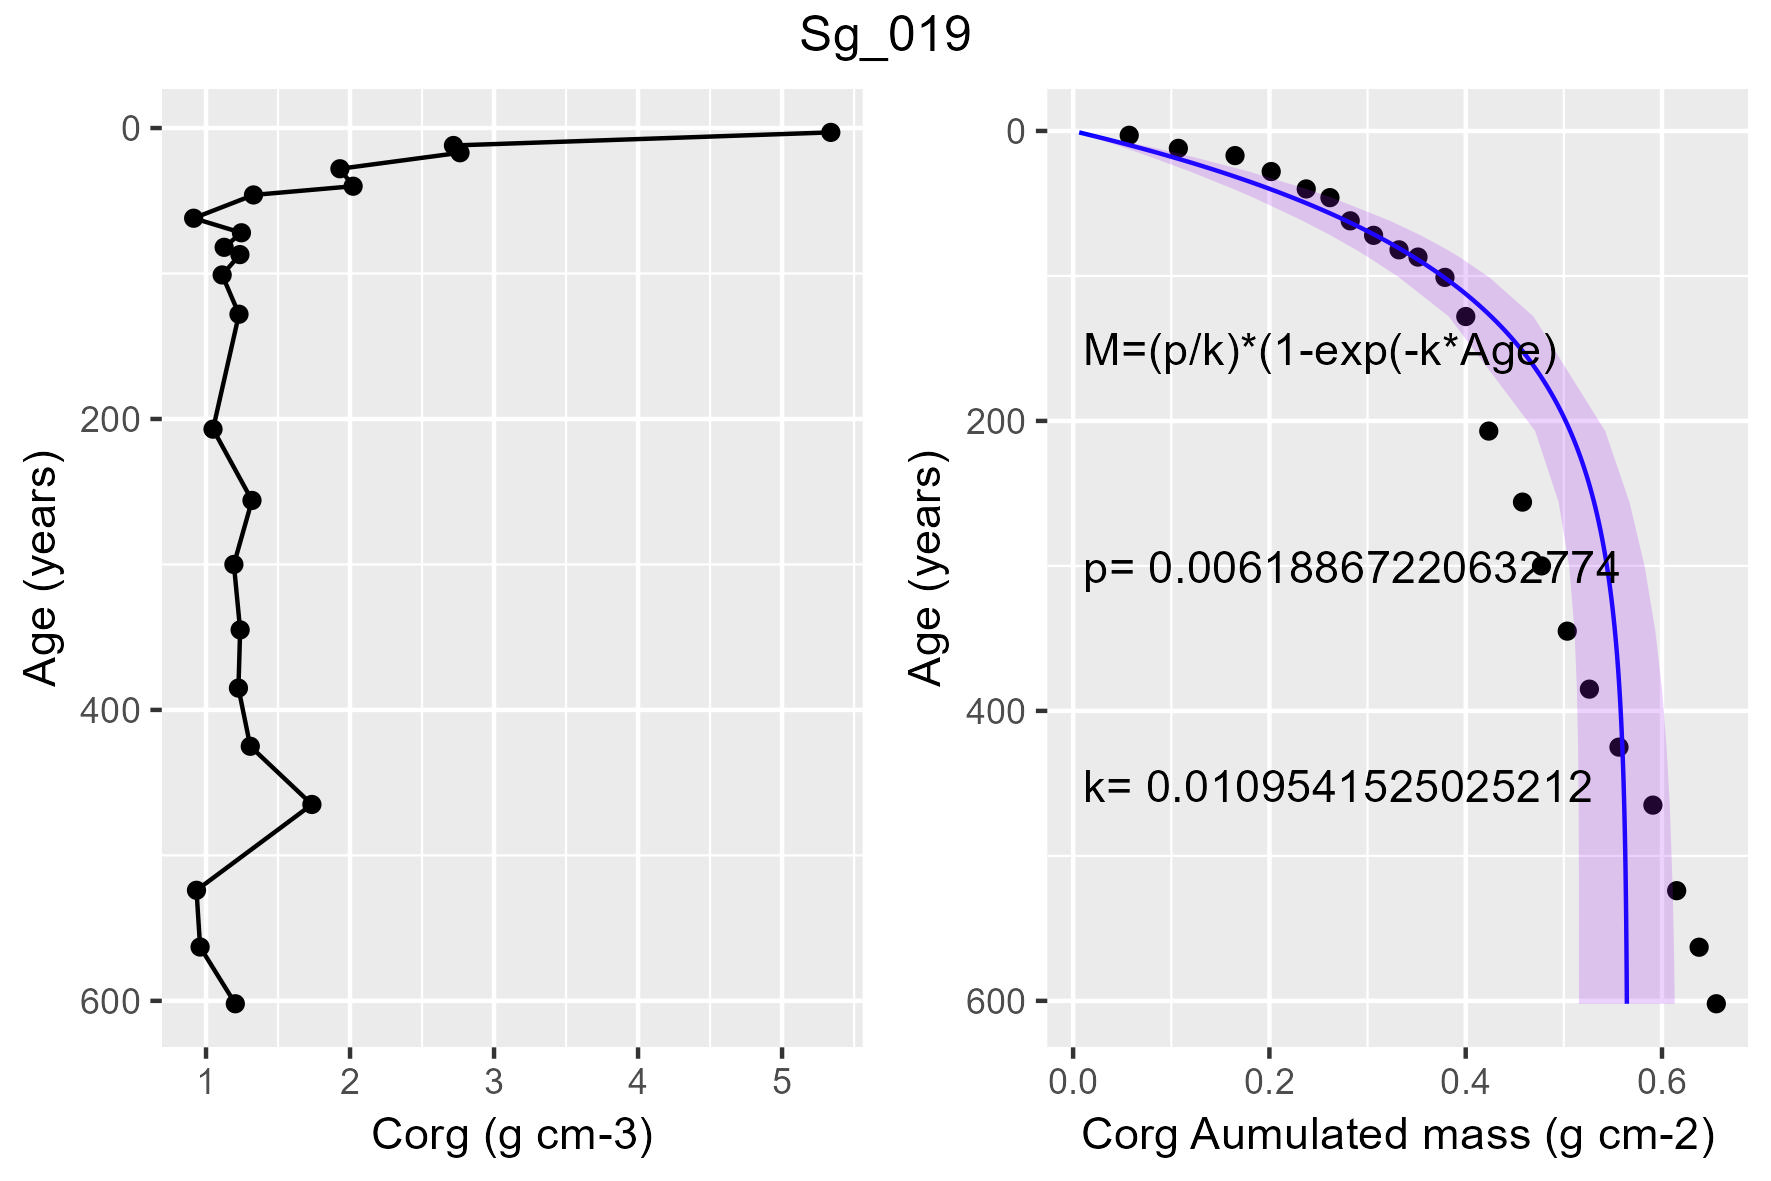 Sg_019
0
200
400
600
Age (years)
1
2
3
4
5
Corg (g cm-3)
0
200
400
600
Age (years)
M=(p/k)*(1-exp(-k*Age)
p= 0.00618867220632774
k= 0.0109541525025212
0.0
0.2
0.4
0.6
Corg Aumulated mass (g cm-2)